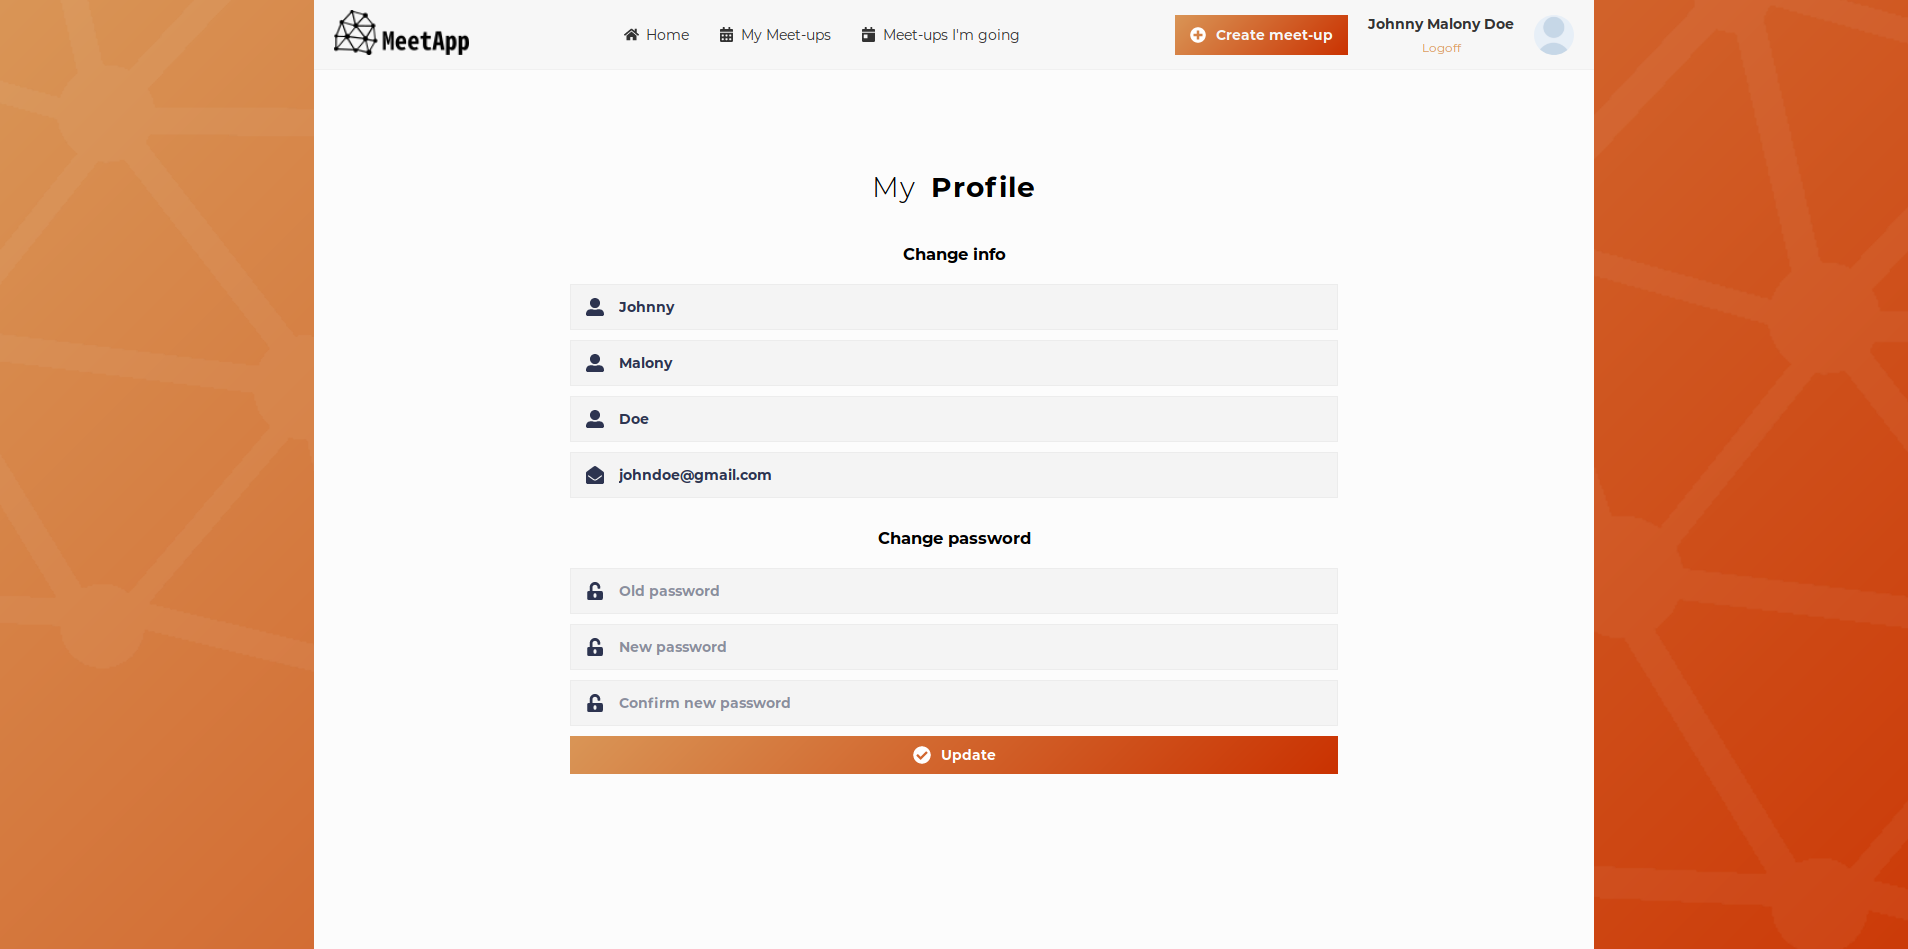 MeetApp
Home
My Meet-ups
Meet-ups I'm going
Create meet-up
Johnny Malony Doe
Logoff
My Profile
Change info
Johnny
Malony
Doe
johndoe@gmail.com
Change password
Old password
New password
Confirm new password
Update